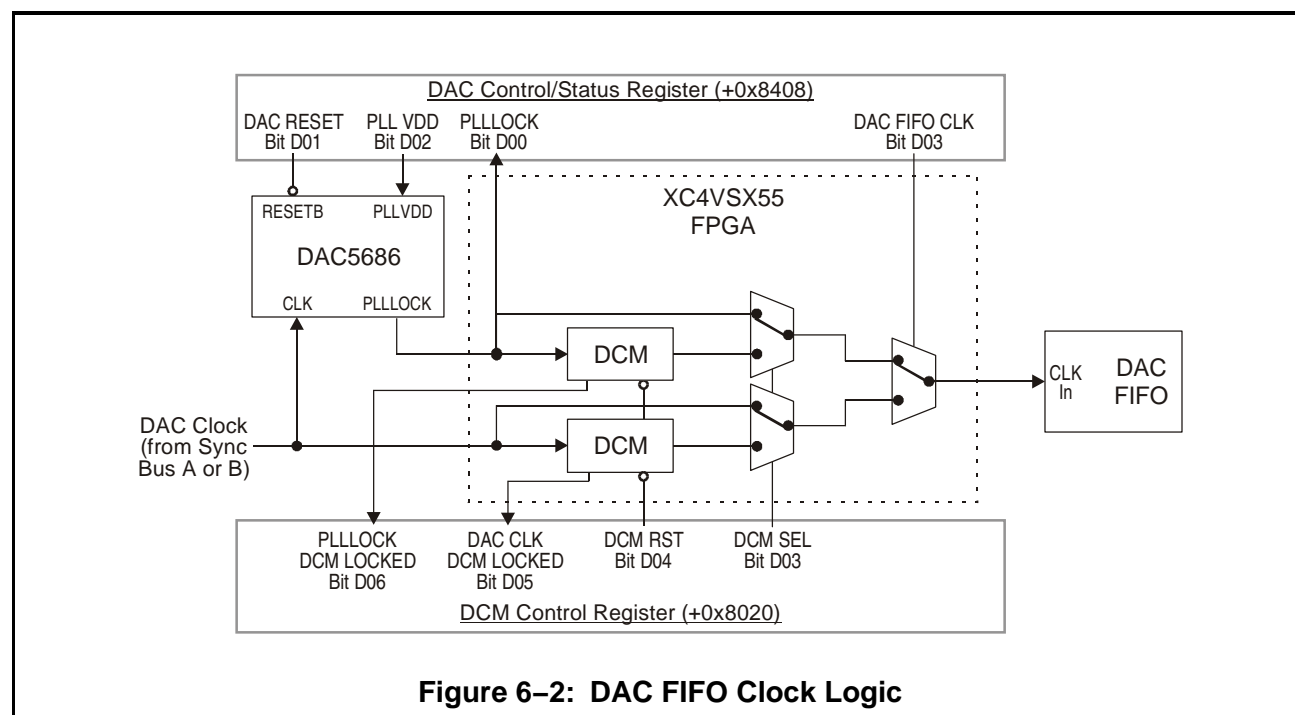 DAC Control/Status Register (+0x8408)
DAC RESET
Bit D01
PLL VDD
Bit D02
PLLLOCK
Bit D00
DAC FIFO CLK
Bit D03
XC4VSX55
FPGA
RESETB
PLLVDD
DAC5686
CLK
PLLLOCK
DCM
DCM
CLK
In
DAC
FIFO
DAC Clock
(from Sync
Bus A or B)
PLLLOCK
DCM LOCKED
Bit D06
DAC CLK
DCM LOCKED
Bit D05
DCM RST
Bit D04
DCM SEL
Bit D03
DCM Control Register (+0x8020)
Figure 6–2: DAC FIFO Clock Logic